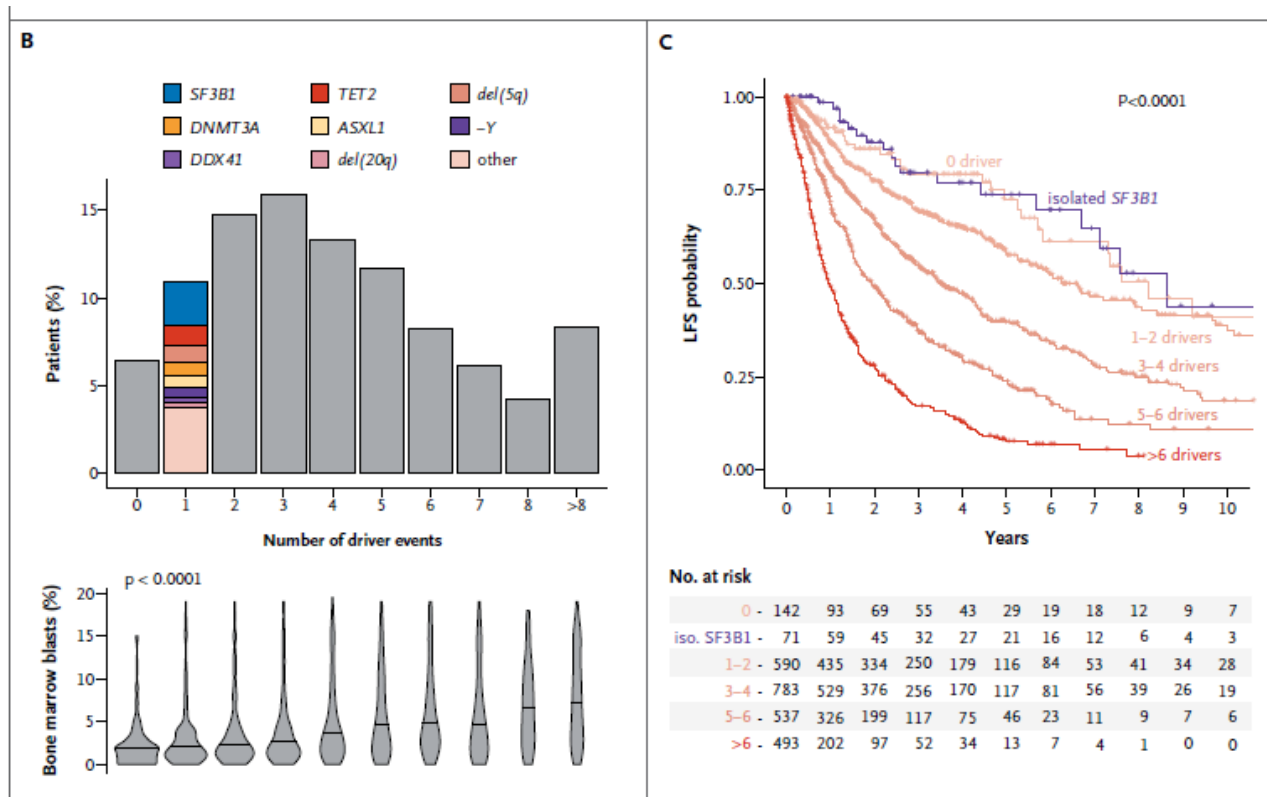 B
SF3B1 TET2 del(5q)
DNMT3A ASXL1 –Y
DDX41 del(20q) other
Patients (%)
15
10
5
0
0 1 2 3 4 5 6 7 8 >8
Number of driver events
p < 0.0001
Bone marrow blasts (%)
20
15
10
5
0
C
P<0.0001
LFS probability
1.00
0.75
0.50
0.25
0.00
0 driver
isolated SF3B1
1–2 drivers
3–4 drivers
5–6 drivers
>6 drivers
0 1 2 3 4 5 6 7 8 9 10
Years
No. at risk
0 - 142 93 69 55 43 29 19 18 12 9 7
iso. SF3B1 - 71 59 45 32 27 21 16 12 6 4 3
1–2 - 590 435 334 250 179 116 84 53 41 34 28
3–4 - 783 529 376 256 170 117 81 56 39 26 19
5–6 - 537 326 199 117 75 46 23 11 9 7 6
>6 - 493 202 97 52 34 13 7 4 1 0 0